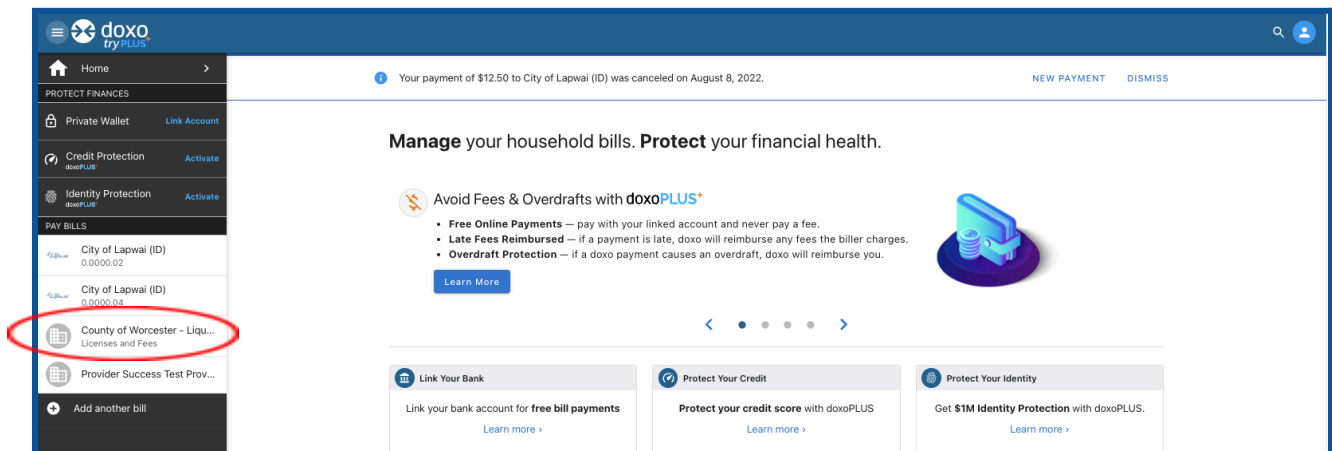 doxo
try PLUS+
Home
PROTECT FINANCES
Private Wallet Link Account
Credit Protection Activate
doxoPLUS+
Identity Protection Activate
doxoPLUS+
PAY BILLS
City of Lapwai (ID)
0.0000.02
City of Lapwai (ID)
0.0000.04
County of Worcester - Liqu...
Licenses and Fees
Provider Success Test Prov...
Add another bill
Your payment of $12.50 to City of Lapwai (ID) was canceled on August 8, 2022. NEW PAYMENT DISMISS
Manage your household bills. Protect your financial health.
Avoid Fees & Overdrafts with doxoPLUS+
• Free Online Payments — pay with your linked account and never pay a fee.
• Late Fees Reimbursed — if a payment is late, doxo will reimburse any fees the biller charges.
• Overdraft Protection — if a doxo payment causes an overdraft, doxo will reimburse you.
Learn More
Link Your Bank
Link your bank account for free bill payments
Learn more ›
Protect Your Credit
Protect your credit score with doxoPLUS
Learn more ›
Protect Your Identity
Get $1M Identity Protection with doxoPLUS.
Learn more ›